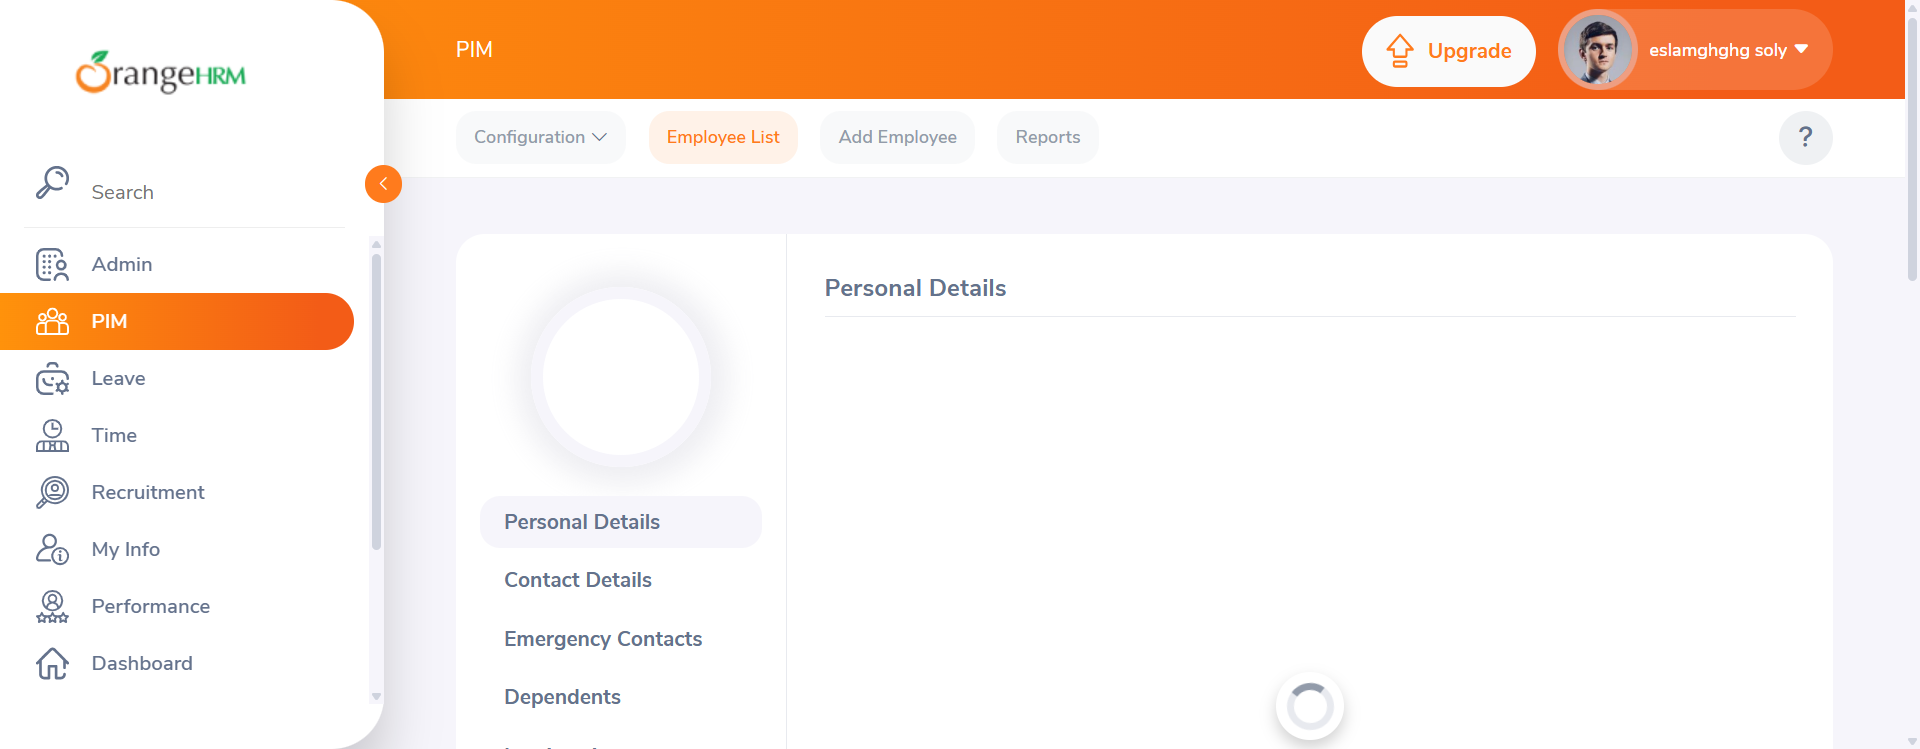 OrangeHRM
PIM
Upgrade
eslamghghg soly
Configuration
Employee List
Add Employee
Reports
?
Search
Admin
PIM
Leave
Time
Recruitment
My Info
Performance
Dashboard
Personal Details
Contact Details
Emergency Contacts
Dependents
Personal Details